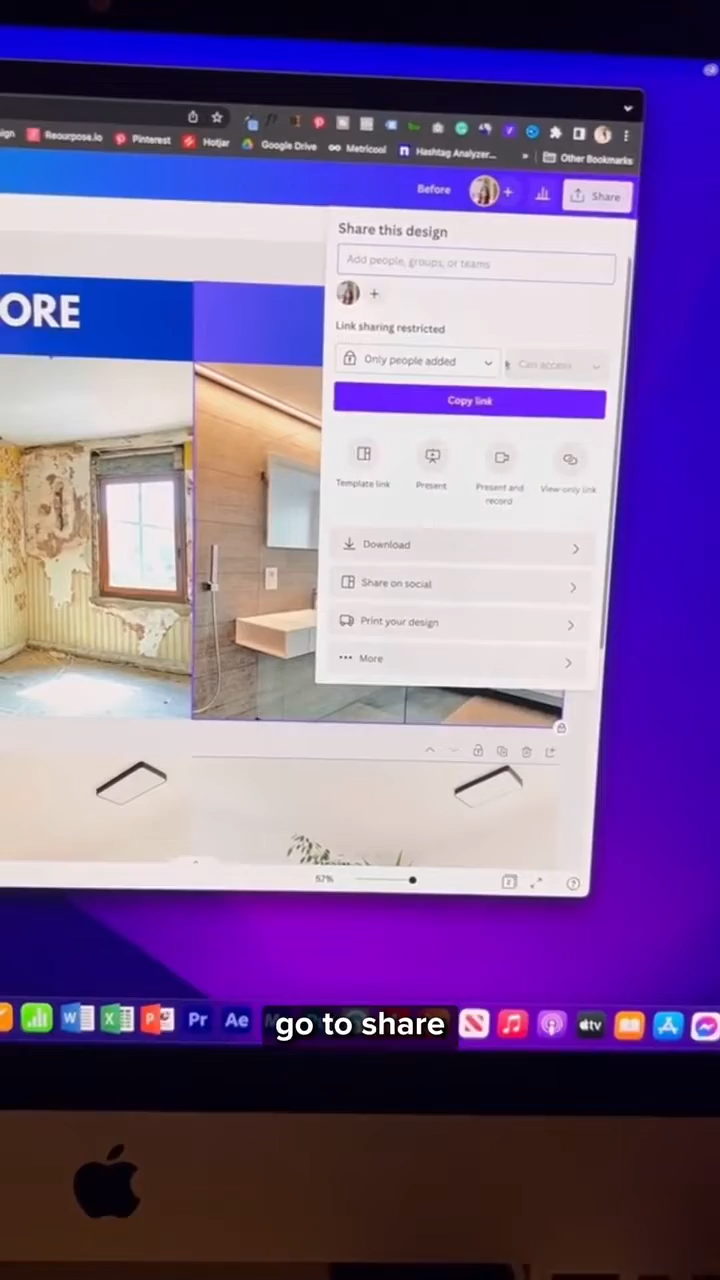 ign
Repurpose.io
Pinterest
Hotjar
Google Drive
Metricool
Hashtag Analyzer...
»
Other Bookmarks
Before
+
Share
Share this design
Add people, groups, or teams
+
Link sharing restricted
Only people added
Can access
Copy link
Template link
Present
Present and
record
View-only link
Download
Share on social
Print your design
More
ORE
57%
W
X
P
Pr
Ae
tv
go to share